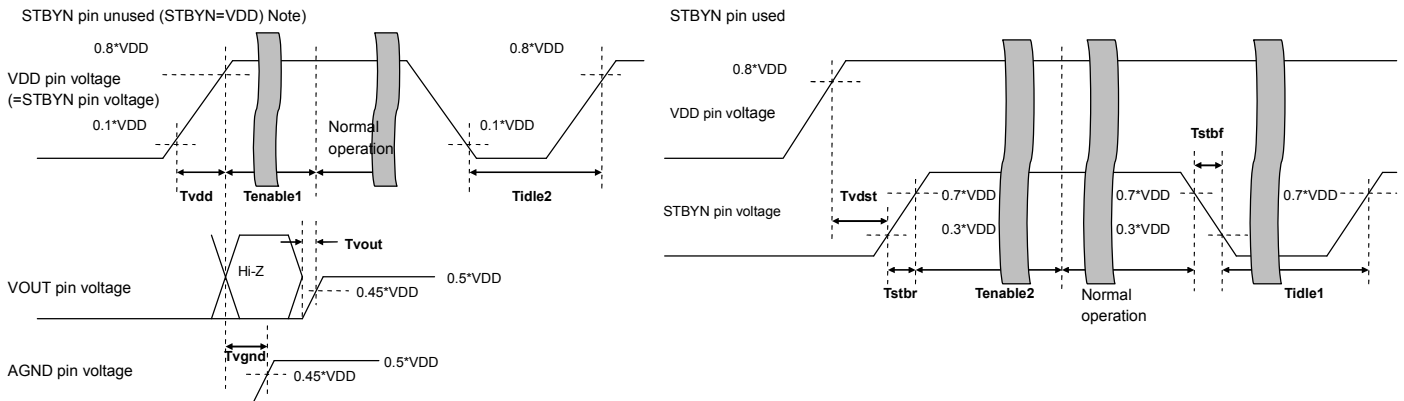 STBYN pin unused (STBYN=VDD) Note)
0.8*VDD
0.8*VDD
VDD pin voltage
(=STBYN pin voltage)
0.1*VDD
Normal
operation
0.1*VDD
Tvdd
Tenable1
Tidle2
Tvout
Hi-Z
VOUT pin voltage
0.5*VDD
0.45*VDD
Tvgnd
AGND pin voltage
0.5*VDD
0.45*VDD
STBYN pin used
0.8*VDD
VDD pin voltage
Tstbf
Tvdst
STBYN pin voltage
0.7*VDD
0.7*VDD
0.7*VDD
0.3*VDD
0.3*VDD
Tstbr
Tenable2
Normal
operation
Tidle1